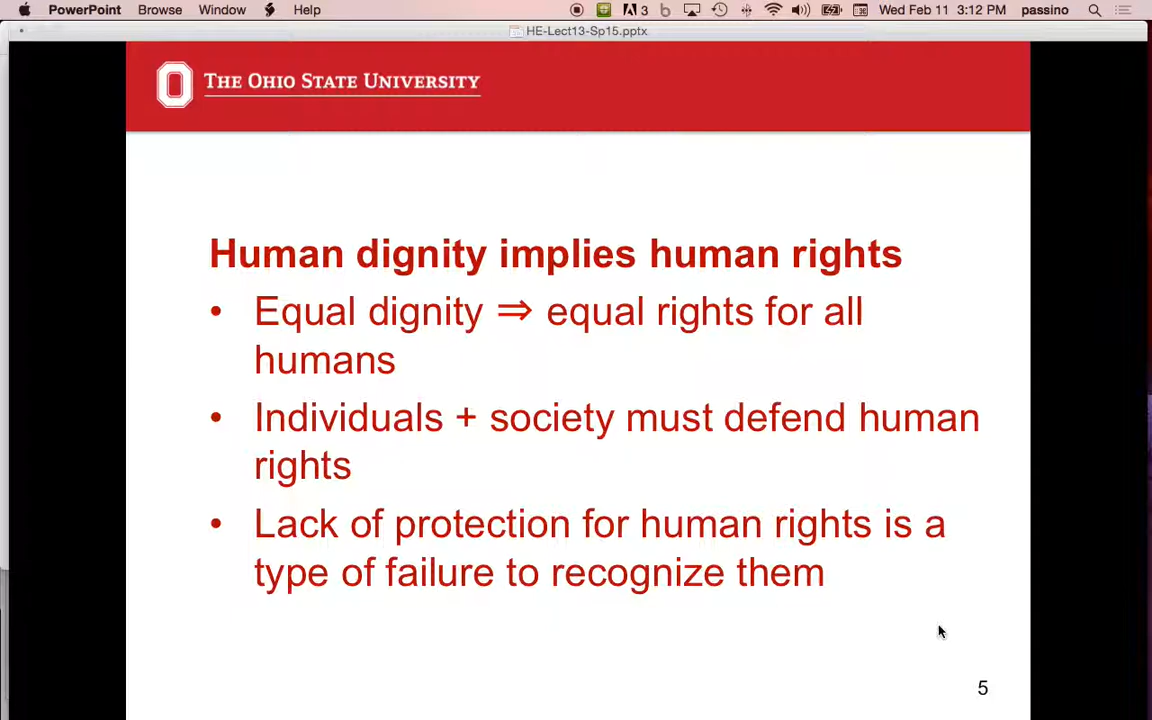 PowerPoint Browse Window Help 3 Wed Feb 11 3:12 PM passino
HE-Lect13-Sp15.pptx
THE OHIO STATE UNIVERSITY
Human dignity implies human rights
• Equal dignity ⇒ equal rights for all
humans
• Individuals + society must defend human
rights
• Lack of protection for human rights is a
type of failure to recognize them
5